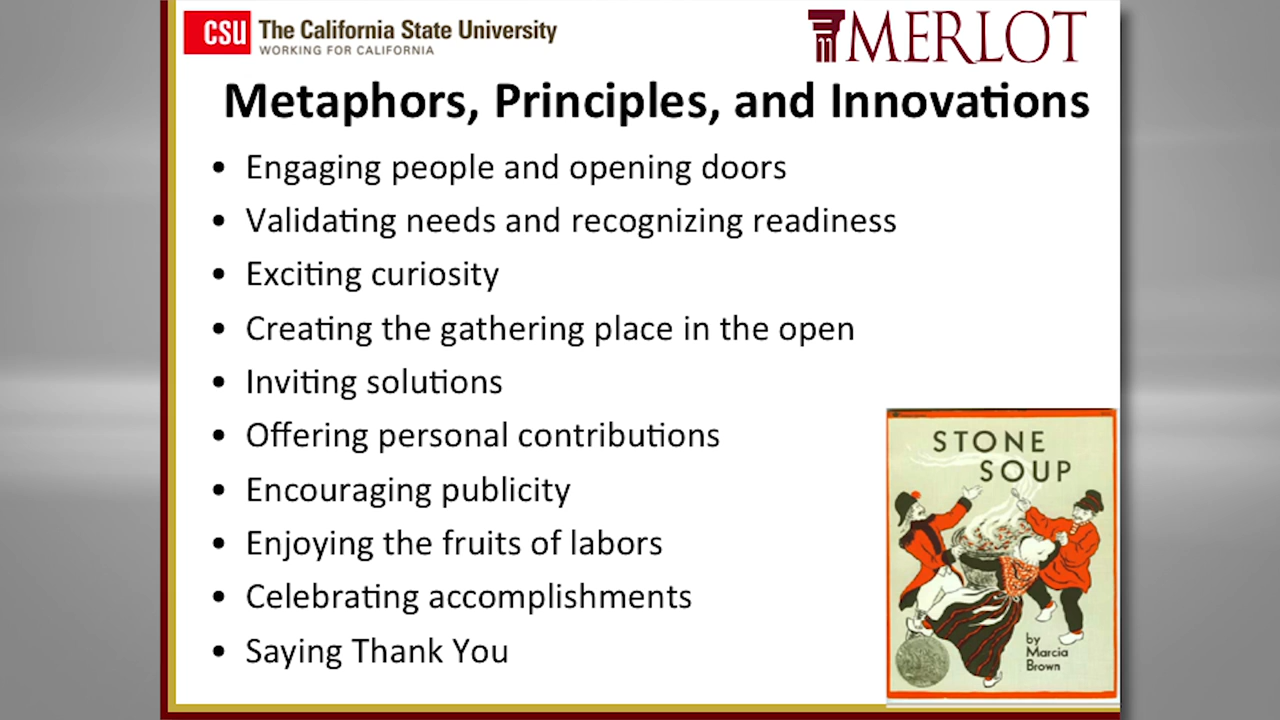 CSU The California State University
WORKING FOR CALIFORNIA
MERLOT
Metaphors, Principles, and Innovations
• Engaging people and opening doors
• Validating needs and recognizing readiness
• Exciting curiosity
• Creating the gathering place in the open
• Inviting solutions
• Offering personal contributions
• Encouraging publicity
• Enjoying the fruits of labors
• Celebrating accomplishments
• Saying Thank You
STONE
SOUP
by
Marcia
Brown